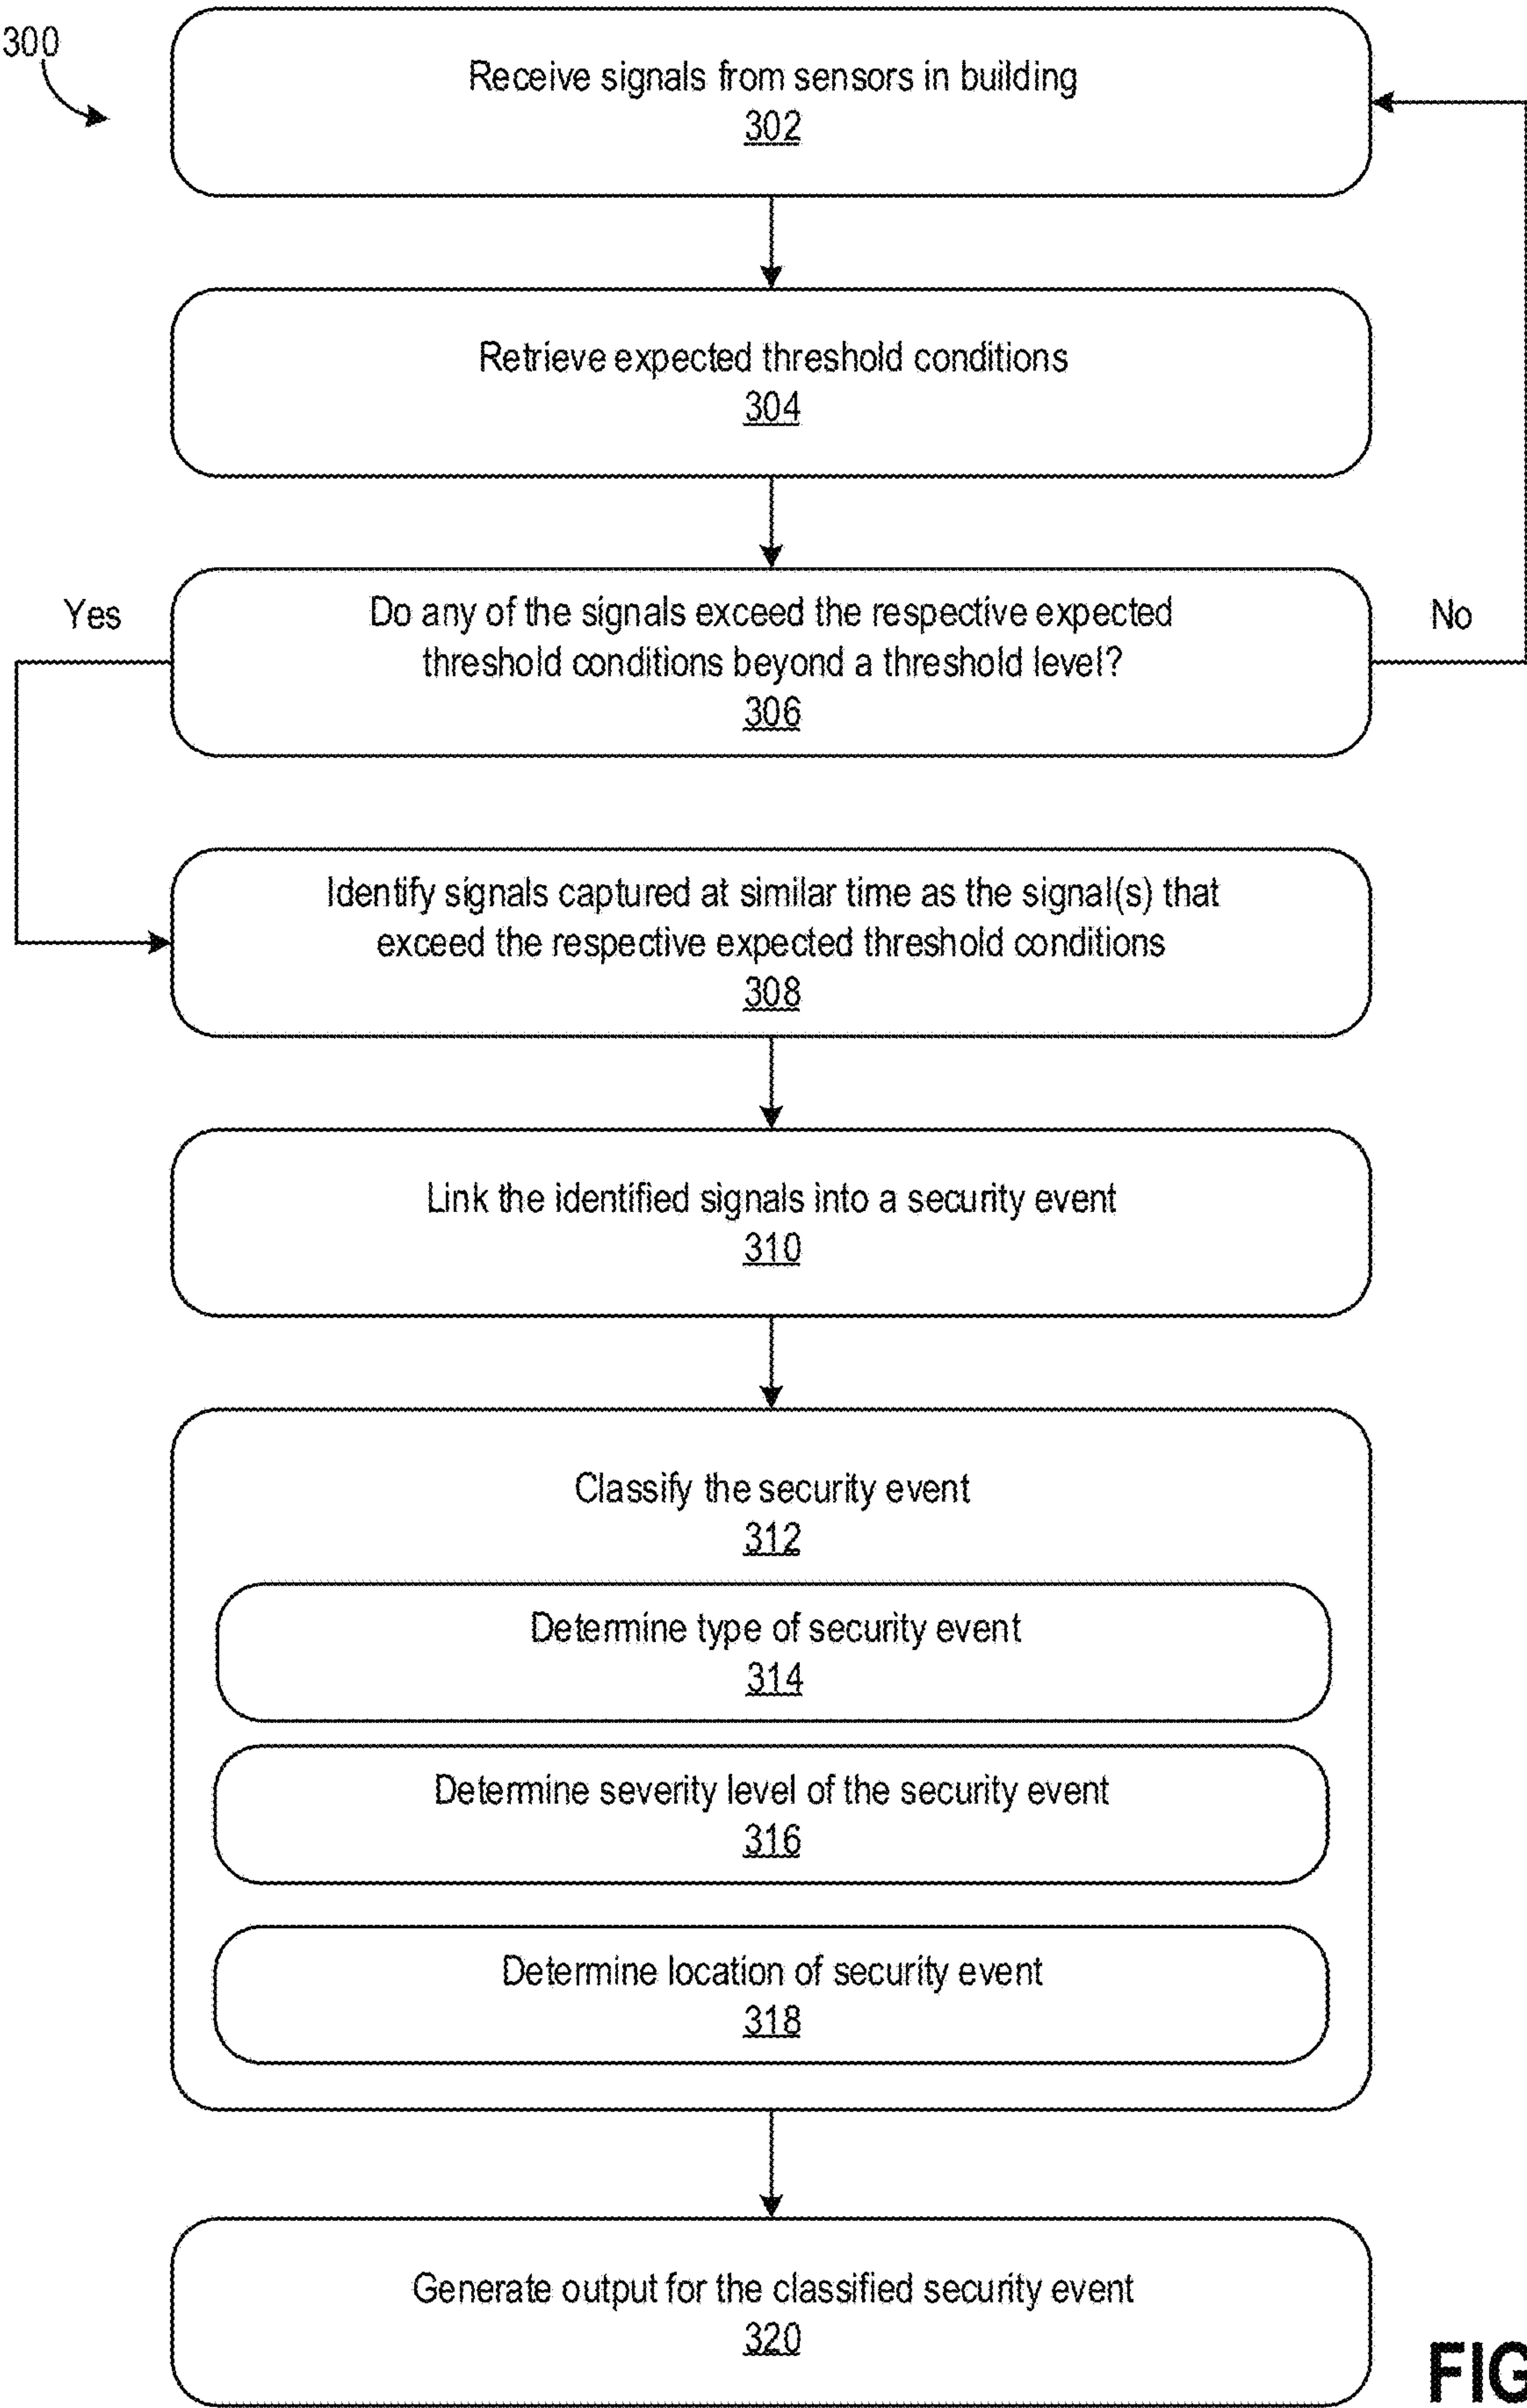 300
Receive signals from sensors in building
302
Retrieve expected threshold conditions
304
Yes
Do any of the signals exceed the respective expected
threshold conditions beyond a threshold level?
306
No
Identify signals captured at similar time as the signal(s) that
exceed the respective expected threshold conditions
308
Link the identified signals into a security event
310
Classify the security event
312
Determine type of security event
314
Determine severity level of the security event
316
Determine location of security event
318
Generate output for the classified security event
320
FIG